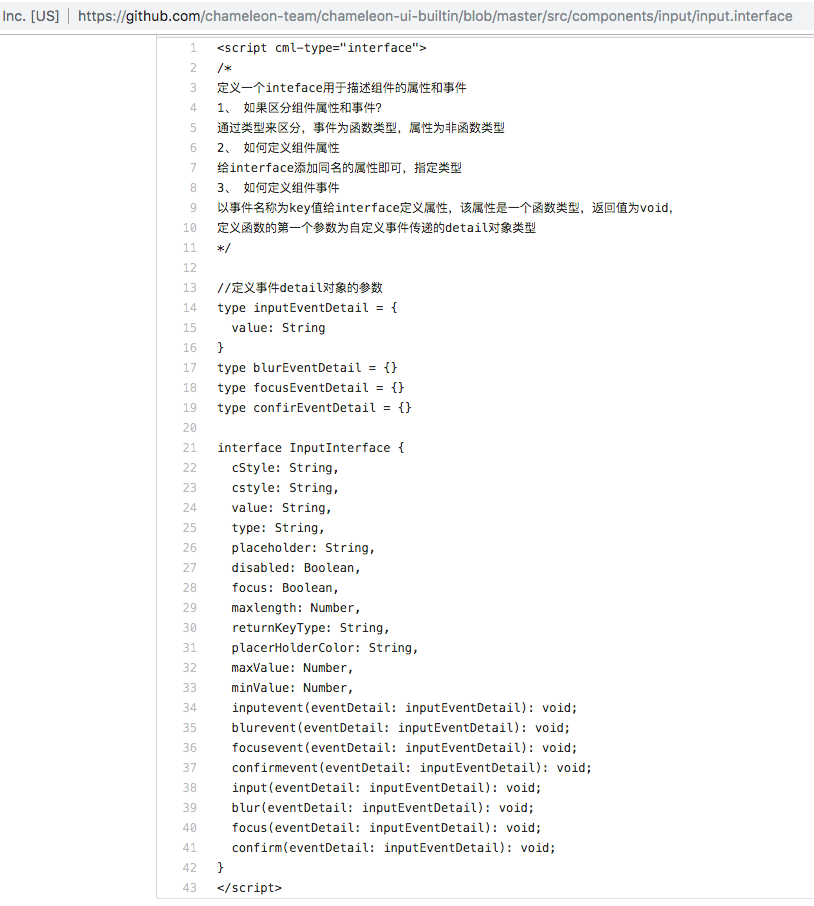 Inc. [US] | https://github.com/chameleon-team/chameleon-ui-builtin/blob/master/src/components/input/input.interface
1 <script cml-type="interface">
2 /*
3 定义一个inteface用于描述组件的属性和事件
4 1、 如果区分组件属性和事件?
5 通过类型来区分，事件为函数类型，属性为非函数类型
6 2、 如何定义组件属性
7 给interface添加同名的属性即可，指定类型
8 3、 如何定义组件事件
9 以事件名称为key值给interface定义属性，该属性是一个函数类型，返回值为void,
10 定义函数的第一个参数为自定义事件传递的detail对象类型
11 */
12
13 //定义事件detail对象的参数
14 type inputEventDetail = {
15   value: String
16 }
17 type blurEventDetail = {}
18 type focusEventDetail = {}
19 type confirEventDetail = {}
20
21 interface InputInterface {
22   cStyle: String,
23   cstyle: String,
24   value: String,
25   type: String,
26   placeholder: String,
27   disabled: Boolean,
28   focus: Boolean,
29   maxlength: Number,
30   returnKeyType: String,
31   placerHolderColor: String,
32   maxValue: Number,
33   minValue: Number,
34   inputevent(eventDetail: inputEventDetail): void;
35   blurevent(eventDetail: inputEventDetail): void;
36   focusevent(eventDetail: inputEventDetail): void;
37   confirmevent(eventDetail: inputEventDetail): void;
38   input(eventDetail: inputEventDetail): void;
39   blur(eventDetail: inputEventDetail): void;
40   focus(eventDetail: inputEventDetail): void;
41   confirm(eventDetail: inputEventDetail): void;
42 }
43 </script>